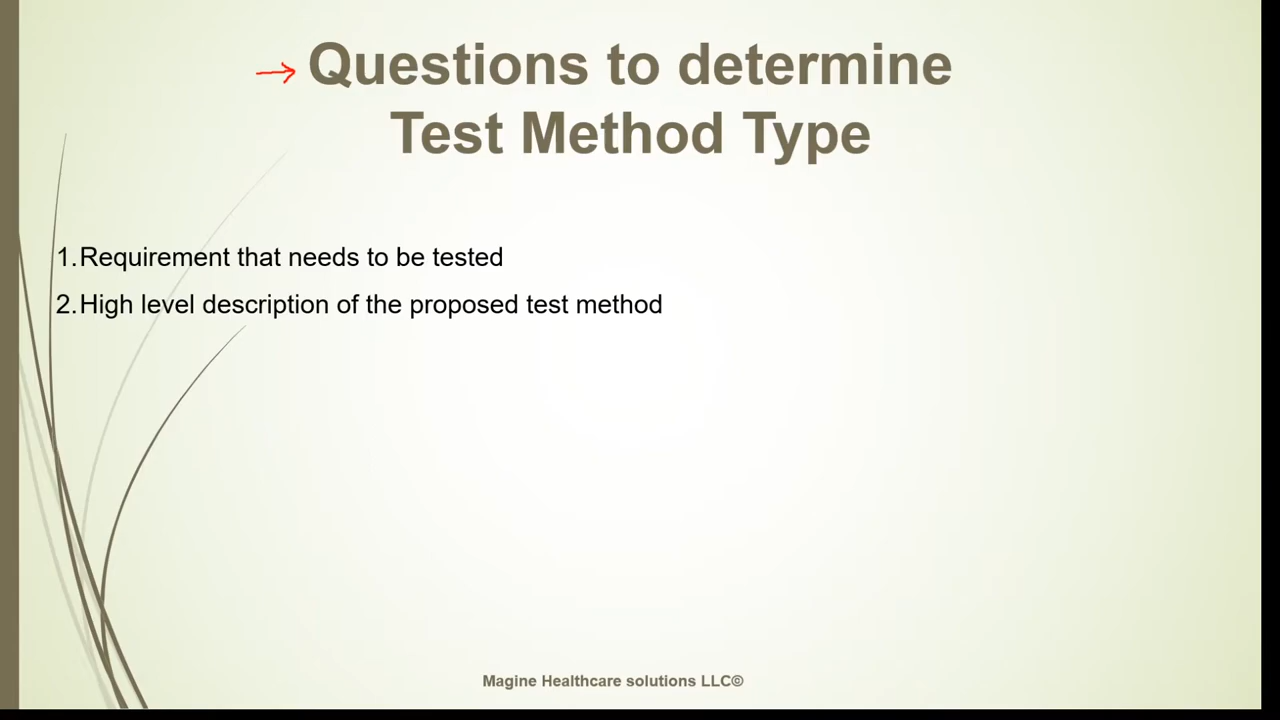 Questions to determine
Test Method Type
1.Requirement that needs to be tested
2.High level description of the proposed test method
Magine Healthcare solutions LLC©